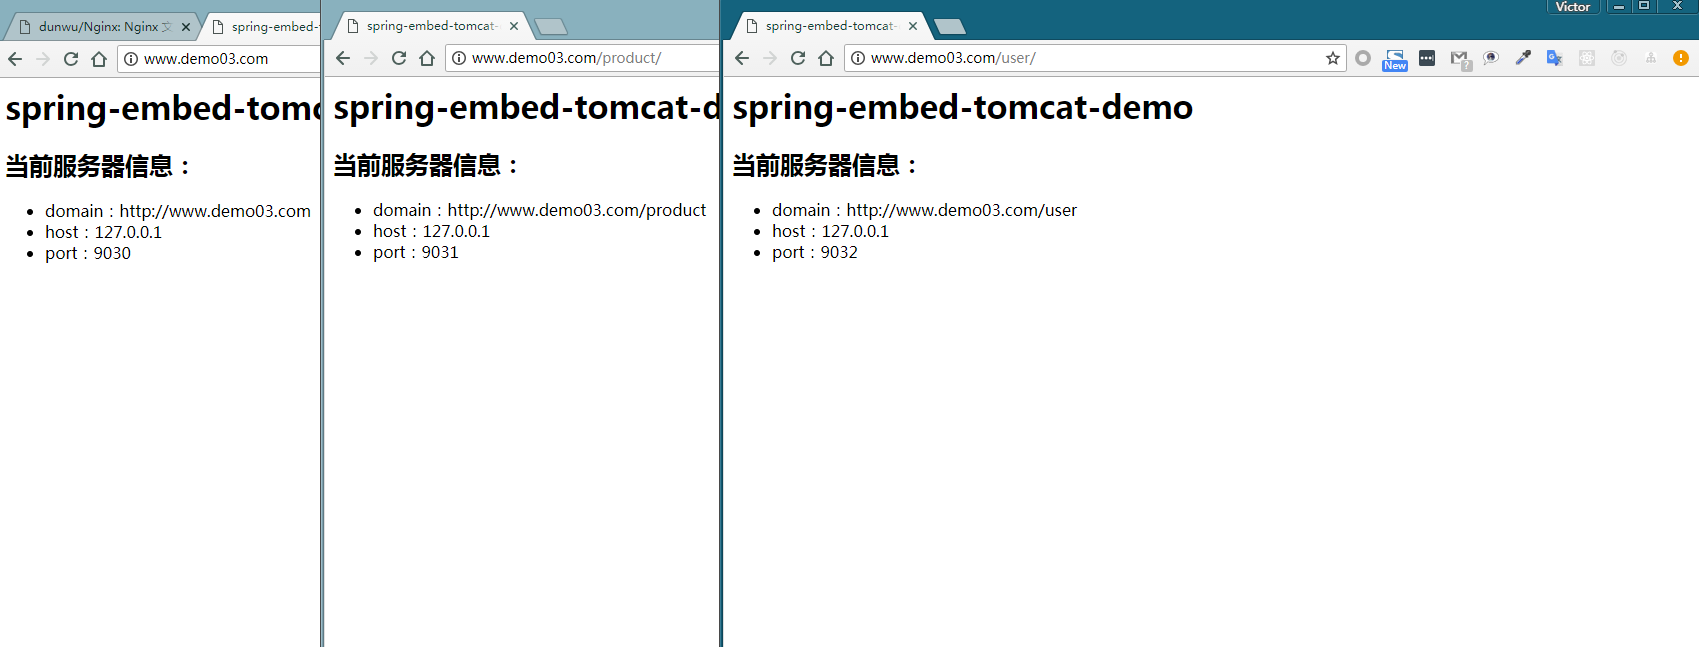 dunwu/Nginx: Nginx 文
spring-embed-
www.demo03.com
spring-embed-tomc
当前服务器信息：
domain：http://www.demo03.com
host：127.0.0.1
port：9030
spring-embed-tomcat-
www.demo03.com/product/
spring-embed-tomcat-d
当前服务器信息：
domain：http://www.demo03.com/product
host：127.0.0.1
port：9031
spring-embed-tomcat-
Victor
www.demo03.com/user/
New
spring-embed-tomcat-demo
当前服务器信息：
domain：http://www.demo03.com/user
host：127.0.0.1
port：9032